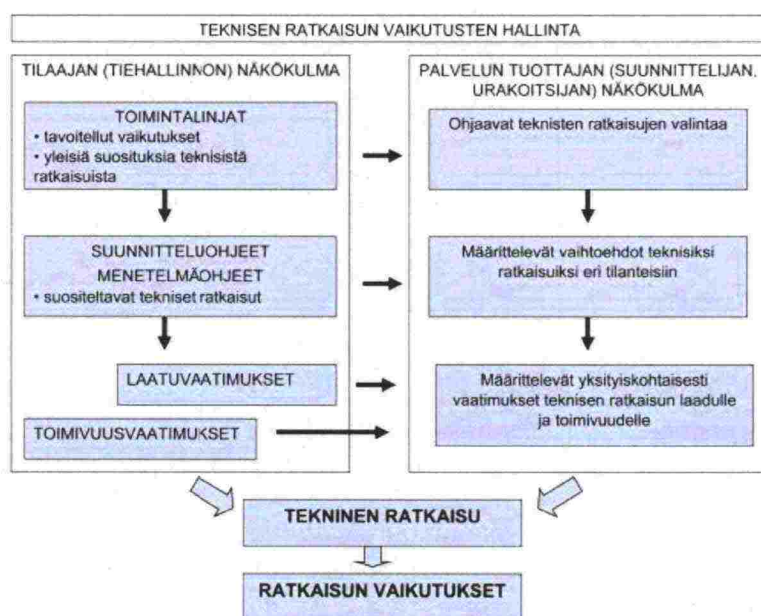 TEKNISEN RATKAISUN VAIKUTUSTEN HALLINTA
TILAAJAN (TIEHALLINNON) NÄKÖKULMA
TOIMINTALINJAT
• tavoitellut vaikutukset
• yleisiä suosituksia teknisistä
ratkaisuista
SUUNNITTELUOHJEET
MENETELMÄOHJEET
• suositeltavat tekniset ratkaisut
LAATUVAATIMUKSET
TOIMIVUUSVAATIMUKSET
PALVELUN TUOTTAJAN (SUUNNITTELIJAN,
URAKOITSIJAN) NÄKÖKULMA
Ohjaavat teknisten ratkaisujen valintaa
Määrittelevät vaihtoehdot teknisiksi
ratkaisuiksi eri tilanteisiin
Määrittelevät yksityiskohtaisesti
vaatimukset teknisen ratkaisun laadulle
ja toimivuudelle
TEKNINEN RATKAISU
RATKAISUN VAIKUTUKSET